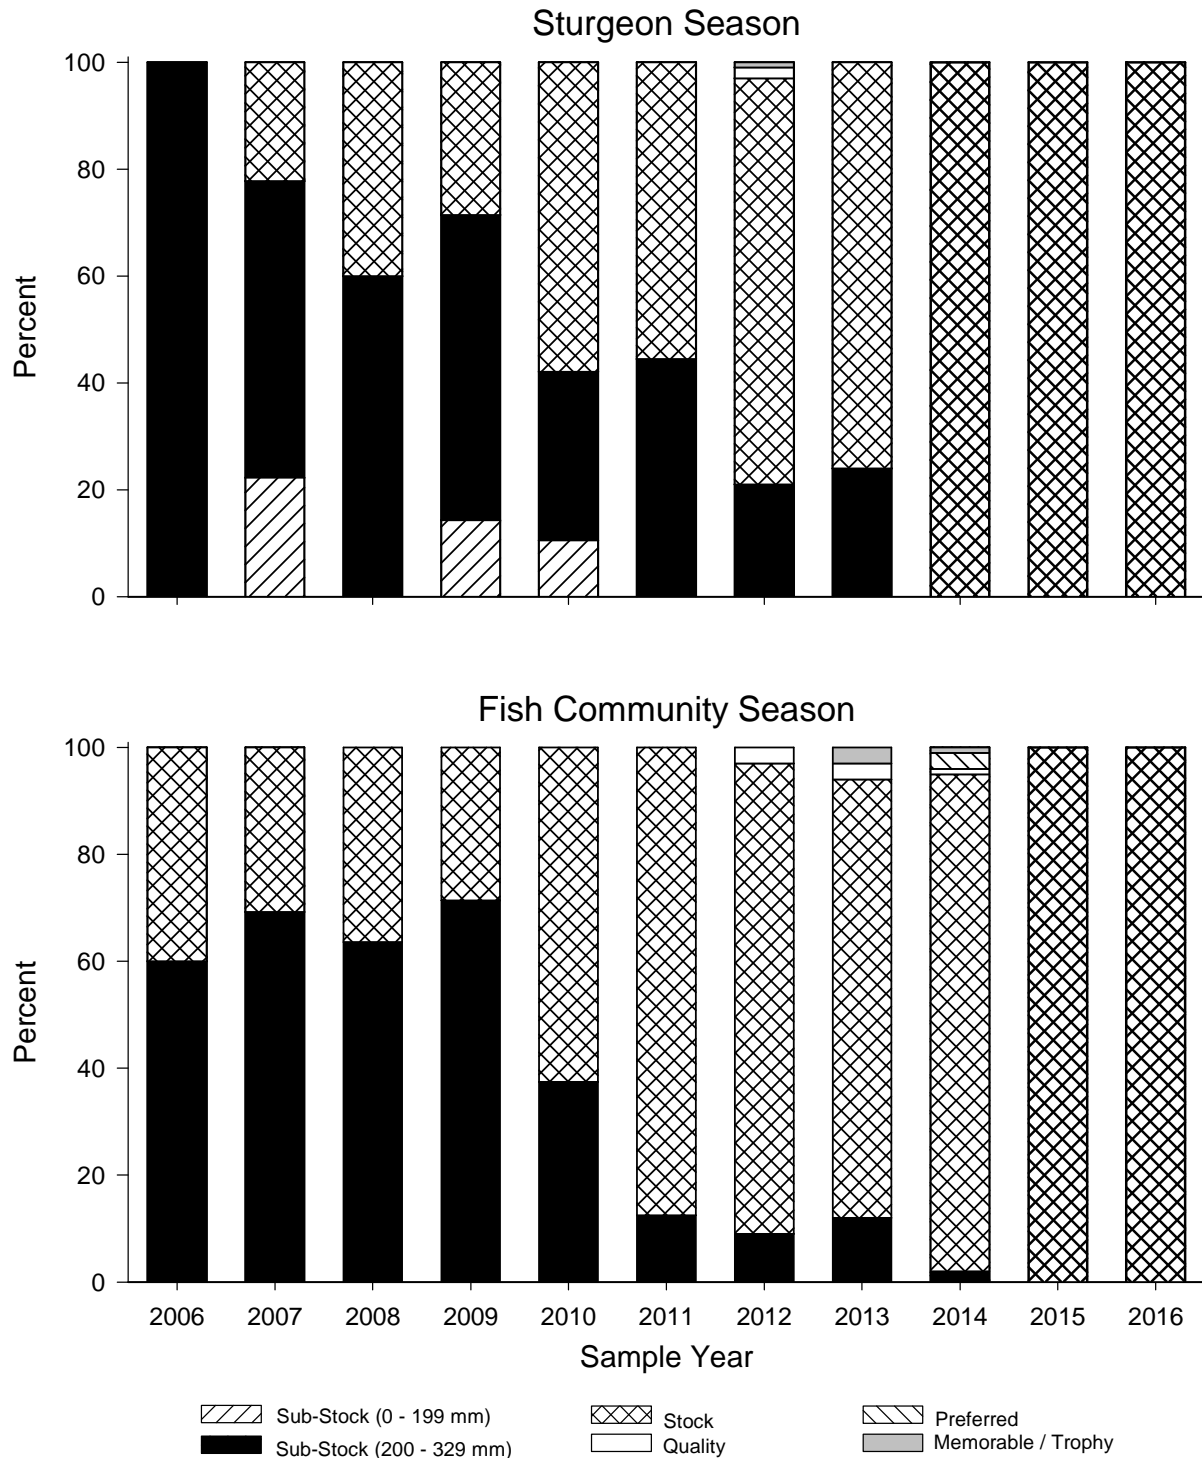 Sturgeon Season
100
80
60
40
20
0
Percent
Fish Community Season
100
80
60
40
20
0
Percent
2006 2007 2008 2009 2010 2011 2012 2013 2014 2015 2016
Sample Year
Sub-Stock (0 - 199 mm) Stock Preferred
Sub-Stock (200 - 329 mm) Quality Memorable / Trophy